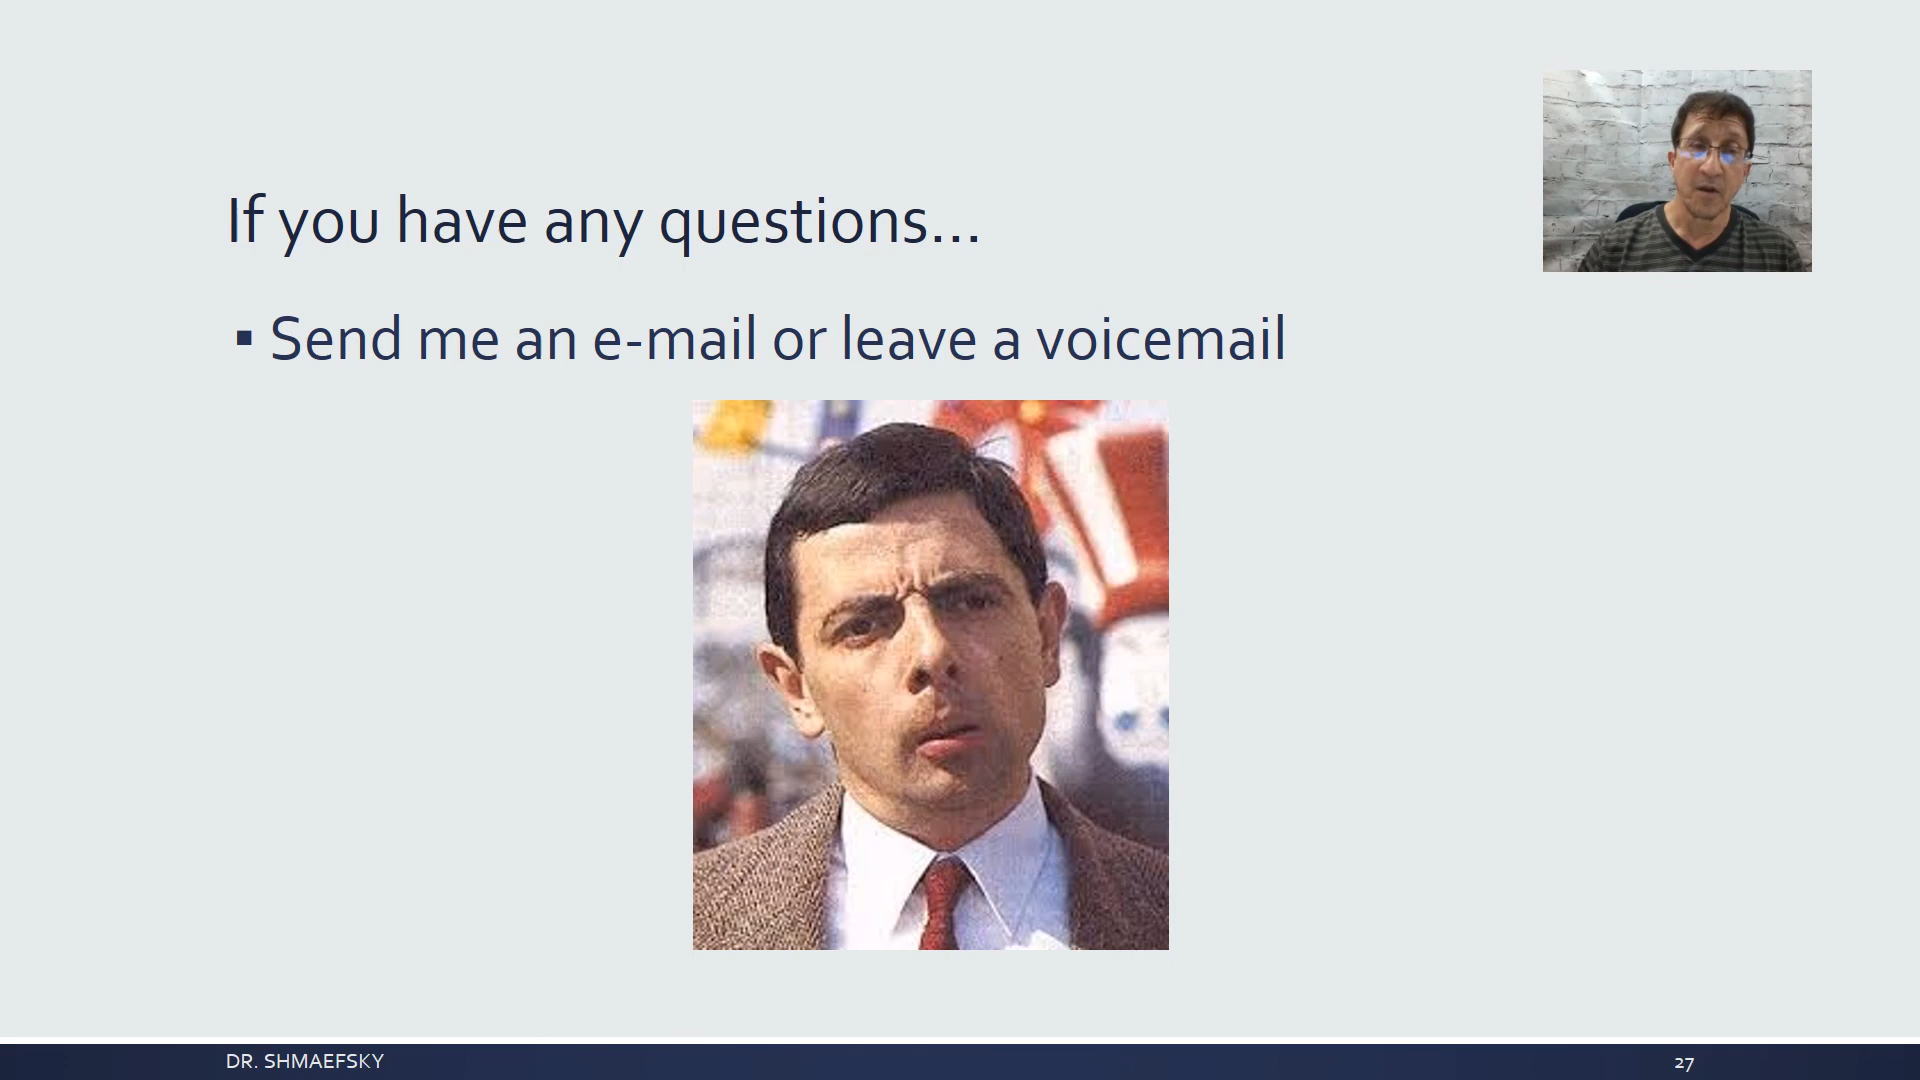 If you have any questions…
▪ Send me an e-mail or leave a voicemail
DR. SHMAEFSKY
27